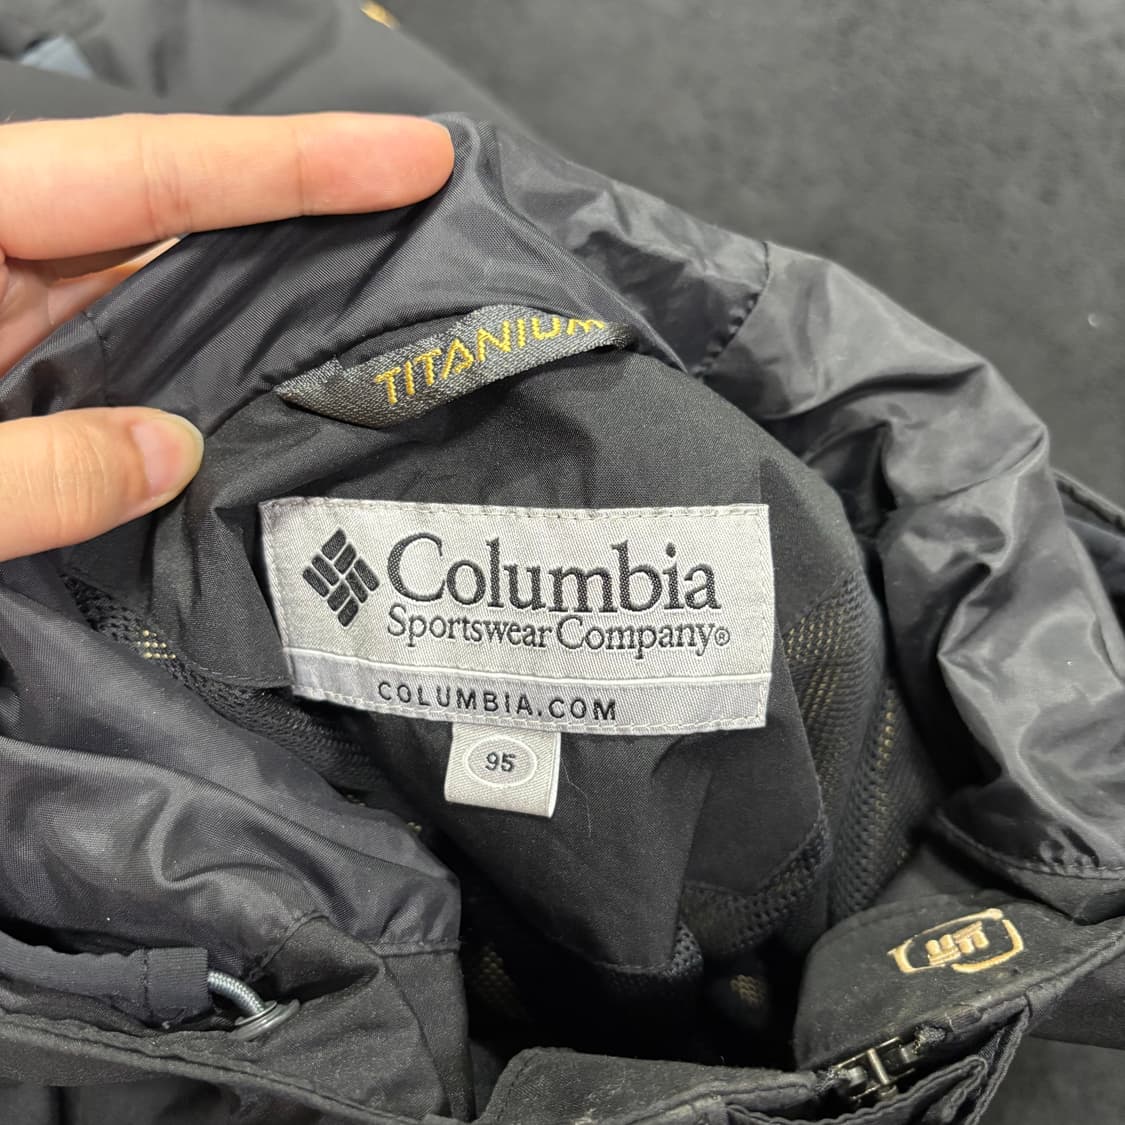 TITANIUM
Columbia
Sportswear Company®
COLUMBIA.COM
95